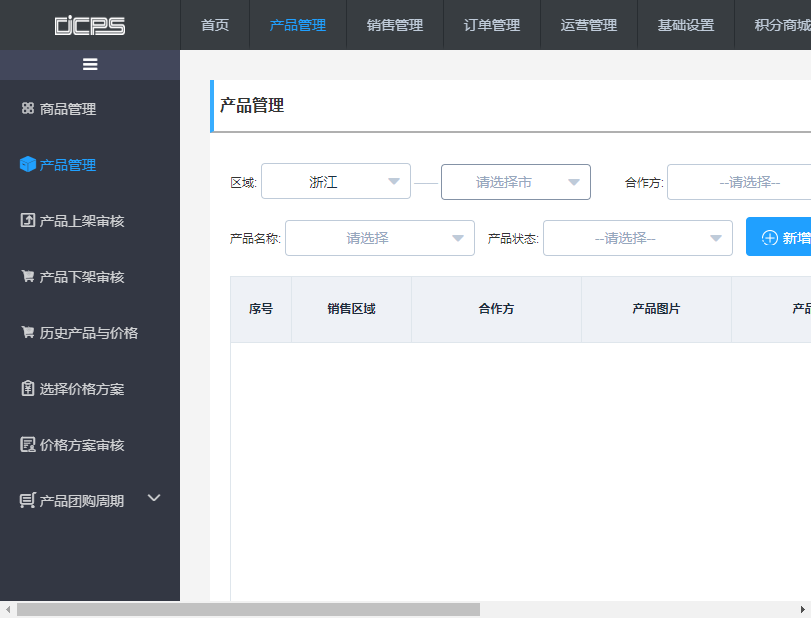 DICPS 首页 产品管理 销售管理 订单管理 运营管理 基础设置 积分商城
商品管理
产品管理
产品上架审核
产品下架审核
历史产品与价格
选择价格方案
价格方案审核
产品团购周期
产品管理
区域: 浙江 请选择市 合作方: --请选择--
产品名称: 请选择 产品状态: --请选择-- 新增
序号 销售区域 合作方 产品图片 产品